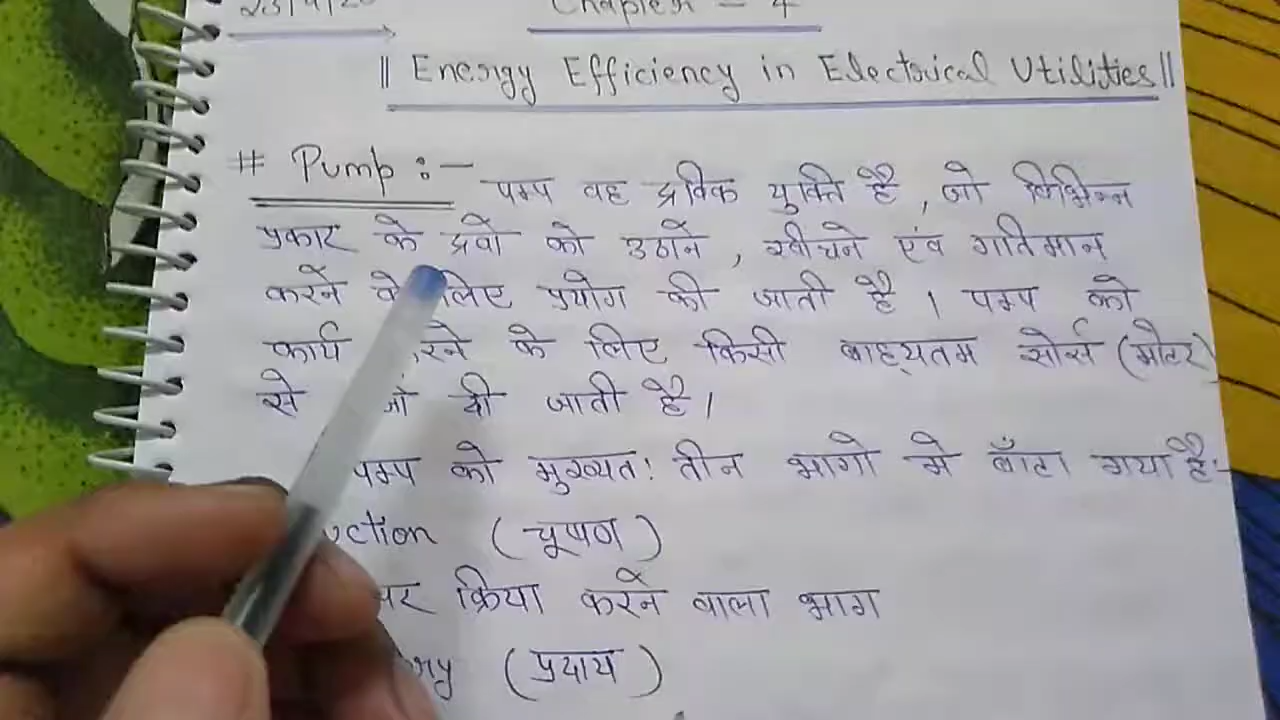 Chapter - 4
|| Energy Efficiency in Electrical Utilities ||
# Pump :- पम्प वह द्रविक युक्ति है , जो विभिन्न
प्रकार के द्रवो को उठाने , खीचने एंव गतिमान
करने के लिए प्रयोग की जाती है । पम्प को
कार्य करने के लिए किसी बाह्यतम सोर्स (मोटर)
से दी जाती है ।
पम्प को मुख्यतः तीन भागो मे बाँटा गया है:-
(चूषण)
क्रिया करने वाला भाग
(प्रदाय)